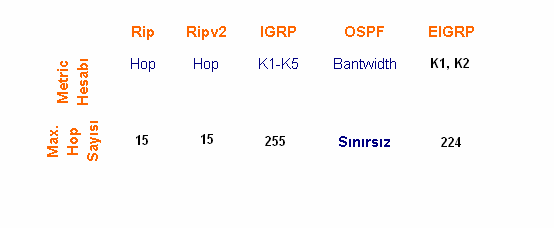 Rip Ripv2 IGRP OSPF EIGRP
Metric Hesabı Hop Hop K1-K5 Bantwidth K1, K2
Max. Hop Sayısı 15 15 255 Sınırsız 224